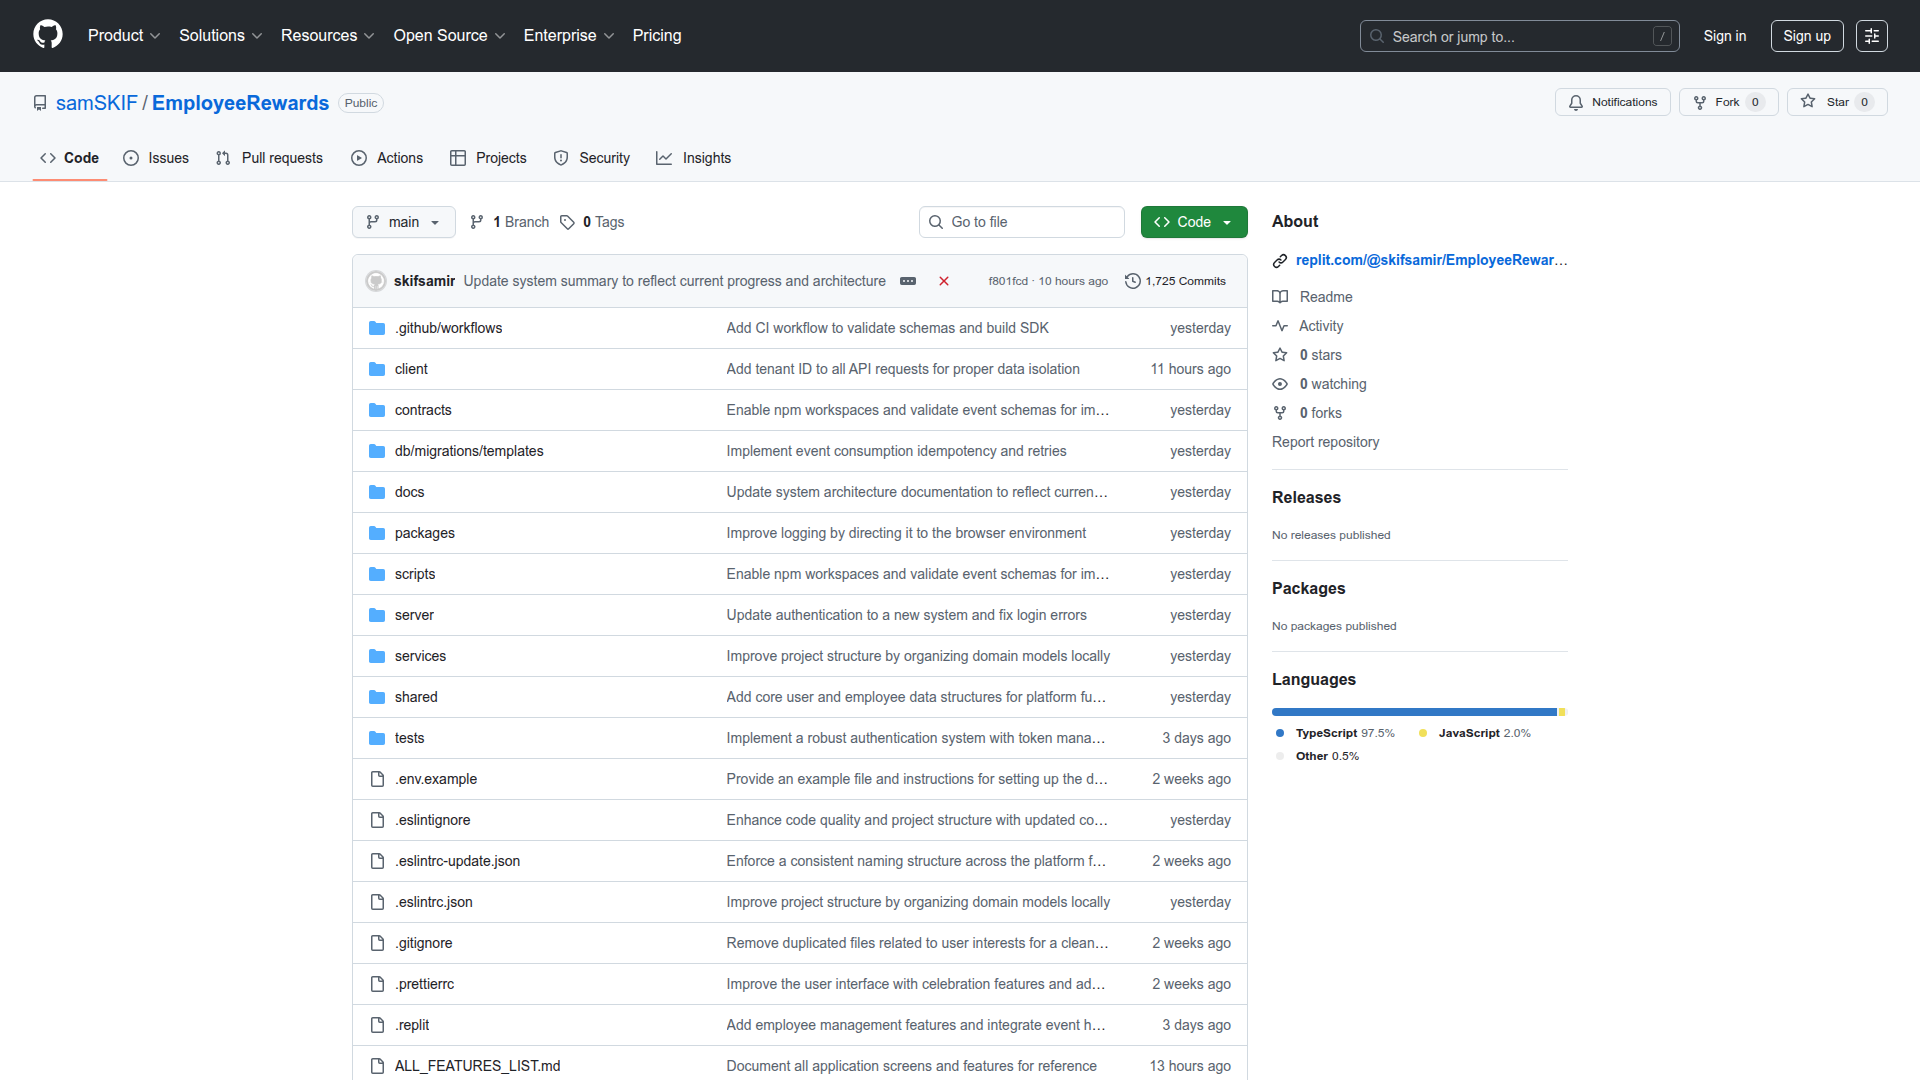 Product Solutions Resources Open Source Enterprise Pricing Search or jump to... / Sign in Sign up
samSKIF / EmployeeRewards Public Notifications Fork 0 Star 0
Code Issues Pull requests Actions Projects Security Insights
main 1 Branch 0 Tags Go to file Code
skifsamir Update system summary to reflect current progress and architecture f801fcd · 10 hours ago 1,725 Commits
.github/workflows Add CI workflow to validate schemas and build SDK yesterday
client Add tenant ID to all API requests for proper data isolation 11 hours ago
contracts Enable npm workspaces and validate event schemas for im… yesterday
db/migrations/templates Implement event consumption idempotency and retries yesterday
docs Update system architecture documentation to reflect curren… yesterday
packages Improve logging by directing it to the browser environment yesterday
scripts Enable npm workspaces and validate event schemas for im… yesterday
server Update authentication to a new system and fix login errors yesterday
services Improve project structure by organizing domain models locally yesterday
shared Add core user and employee data structures for platform fu… yesterday
tests Implement a robust authentication system with token mana… 3 days ago
.env.example Provide an example file and instructions for setting up the d… 2 weeks ago
.eslintignore Enhance code quality and project structure with updated co… yesterday
.eslintrc-update.json Enforce a consistent naming structure across the platform f… 2 weeks ago
.eslintrc.json Improve project structure by organizing domain models locally yesterday
.gitignore Remove duplicated files related to user interests for a clean… 2 weeks ago
.prettierrc Improve the user interface with celebration features and ad… 2 weeks ago
.replit Add employee management features and integrate event h… 3 days ago
ALL_FEATURES_LIST.md Document all application screens and features for reference 13 hours ago
About
replit.com/@skifsamir/EmployeeRewar…
Readme
Activity
0 stars
0 watching
0 forks
Report repository
Releases
No releases published
Packages
No packages published
Languages
TypeScript 97.5% JavaScript 2.0%
Other 0.5%